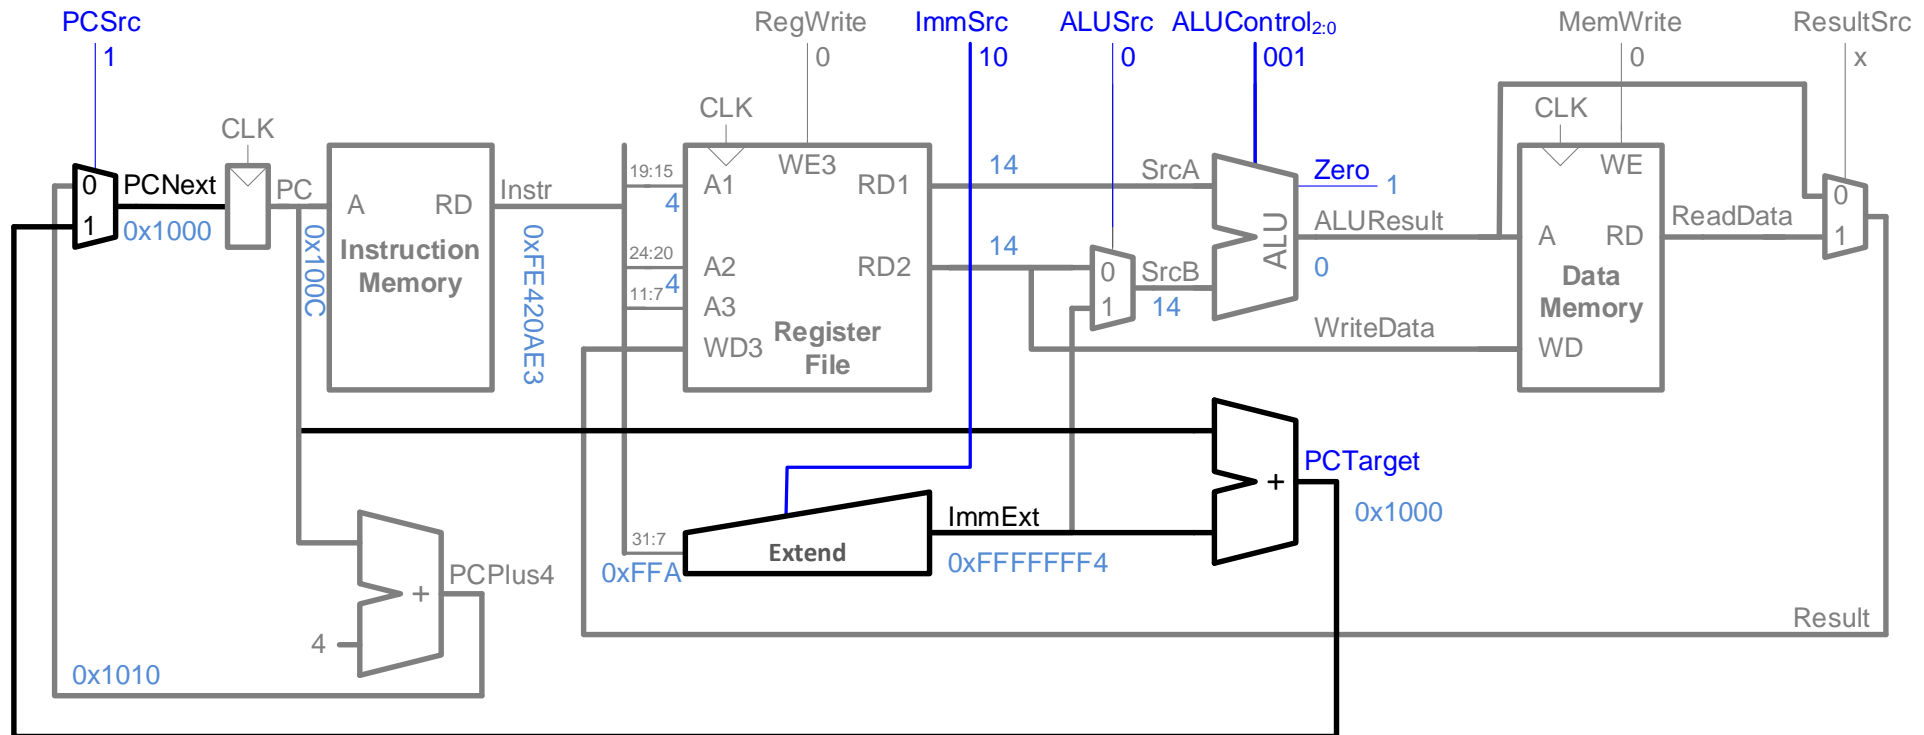 PCSrc
1
RegWrite
0
ImmSrc
10
ALUSrc
0
ALUControl2:0
001
MemWrite
0
ResultSrc
x
CLK
CLK
CLK
0
1
PCNext
0x1000
PC
0x100C
A
RD
Instruction
Memory
Instr
0xFE420AE3
19:15
4
24:20
4
11:7
A1
A2
A3
WD3
WE3
RD1
RD2
Register
File
14
14
0
1
SrcA
SrcB
14
ALU
Zero
1
ALUResult
0
WriteData
WE
A
RD
Data
Memory
WD
ReadData
0
1
PCTarget
+
0x1000
31:7
0xFFA
Extend
ImmExt
0xFFFFFFF4
PCPlus4
+
4
0x1010
Result